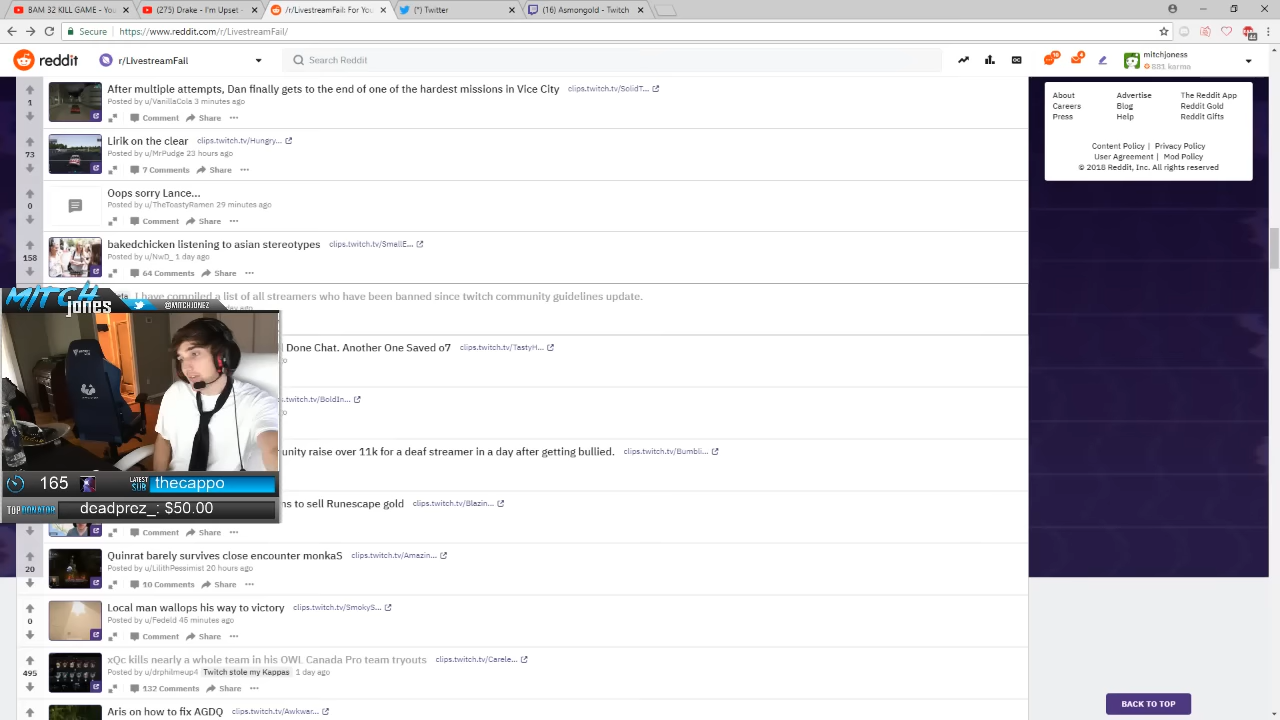 BAM 32 KILL GAME - You
(275) Drake - I'm Upset -
/r/LivestreamFail: For You
(*) Twitter
(16) Asmongold - Twitch
Secure
https://www.reddit.com/r/LivestreamFail/
reddit
r/LivestreamFail
Search Reddit
mitchjoness
881 karma
After multiple attempts, Dan finally gets to the end of one of the hardest missions in Vice City clips.twitch.tv/SolidT...
1
Posted by u/VanillaCola 3 minutes ago
Comment Share
Lirik on the clear clips.twitch.tv/Hungry...
73
Posted by u/MrPudge 23 hours ago
7 Comments Share
Oops sorry Lance...
0
Posted by u/TheToastyRamen 29 minutes ago
Comment Share
bakedchicken listening to asian stereotypes clips.twitch.tv/SmallE...
158
Posted by u/NwD_ 1 day ago
64 Comments Share
I have compiled a list of all streamers who have been banned since twitch community guidelines update.
day ago
Done Chat. Another One Saved o7 clips.twitch.tv/TastyH...
clips.twitch.tv/BoldIn...
unity raise over 11k for a deaf streamer in a day after getting bullied. clips.twitch.tv/Bumbli...
ns to sell Runescape gold clips.twitch.tv/Blazin...
Comment Share
Quinrat barely survives close encounter monkaS clips.twitch.tv/Amazin...
20
Posted by u/LilithPessimist 20 hours ago
10 Comments Share
Local man wallops his way to victory clips.twitch.tv/SmokyS...
0
Posted by u/Fedeld 45 minutes ago
Comment Share
xQc kills nearly a whole team in his OWL Canada Pro team tryouts clips.twitch.tv/Carefu...
495
Posted by u/drphilmeup4 Twitch stole my Kappas 1 day ago
132 Comments Share
Aris on how to fix AGDQ clips.twitch.tv/Awkwar...
MITCH
jones
@MITCHJONEZ
165
LATEST SUB
thecappo
TOP DONATOR
deadprez_: $50.00
About Advertise The Reddit App
Careers Blog Reddit Gold
Press Help Reddit Gifts
Content Policy | Privacy Policy
User Agreement | Mod Policy
© 2018 Reddit, Inc. All rights reserved
BACK TO TOP